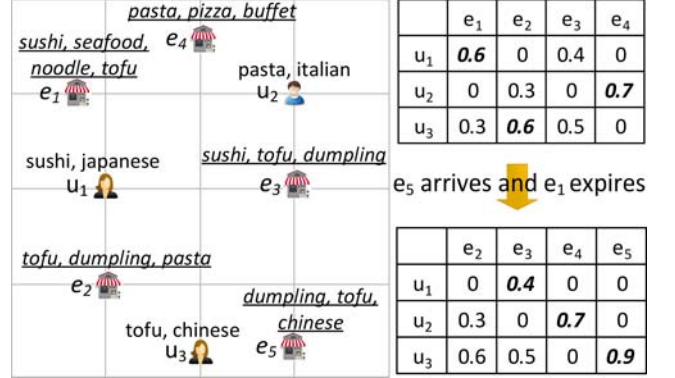 pasta, pizza, buffet
e4
sushi, seafood,
noodle, tofu
e1
pasta, italian
u2
sushi, japanese
u1
sushi, tofu, dumpling
e3
tofu, dumpling, pasta
e2
dumpling, tofu,
chinese
e5
tofu, chinese
u3
e1 e2 e3 e4
u1 0.6 0 0.4 0
u2 0 0.3 0 0.7
u3 0.3 0.6 0.5 0
e5 arrives and e1 expires
e2 e3 e4 e5
u1 0 0.4 0 0
u2 0.3 0 0.7 0
u3 0.6 0.5 0 0.9